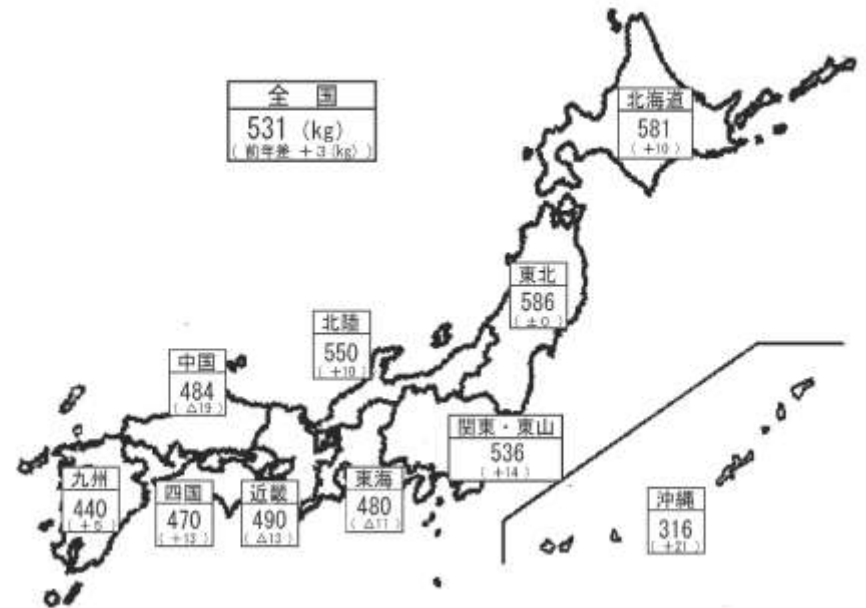 全 国
531 (kg)
( 前年差 +3(kg) )
北海道
581
( +10 )
東北
586
( ±0 )
北陸
550
( +10 )
中国
484
( △19 )
関東・東山
536
( +14 )
九州
440
四国
470
( +13 )
近畿
490
( △13 )
東海
480
( △11 )
沖縄
316
( +21 )